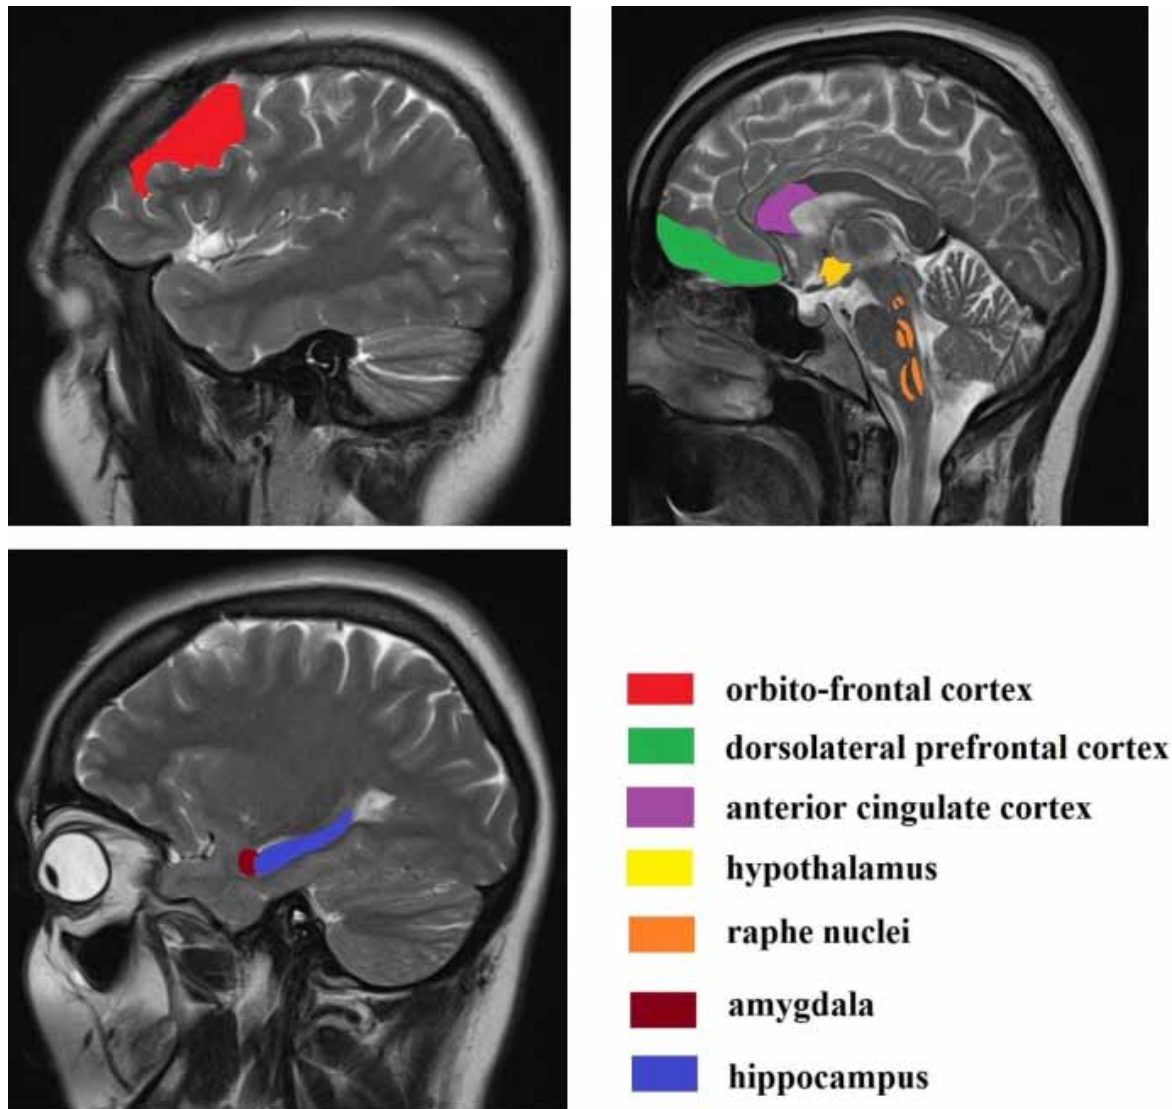 orbito-frontal cortex
dorsolateral prefrontal cortex
anterior cingulate cortex
hypothalamus
raphe nuclei
amygdala
hippocampus